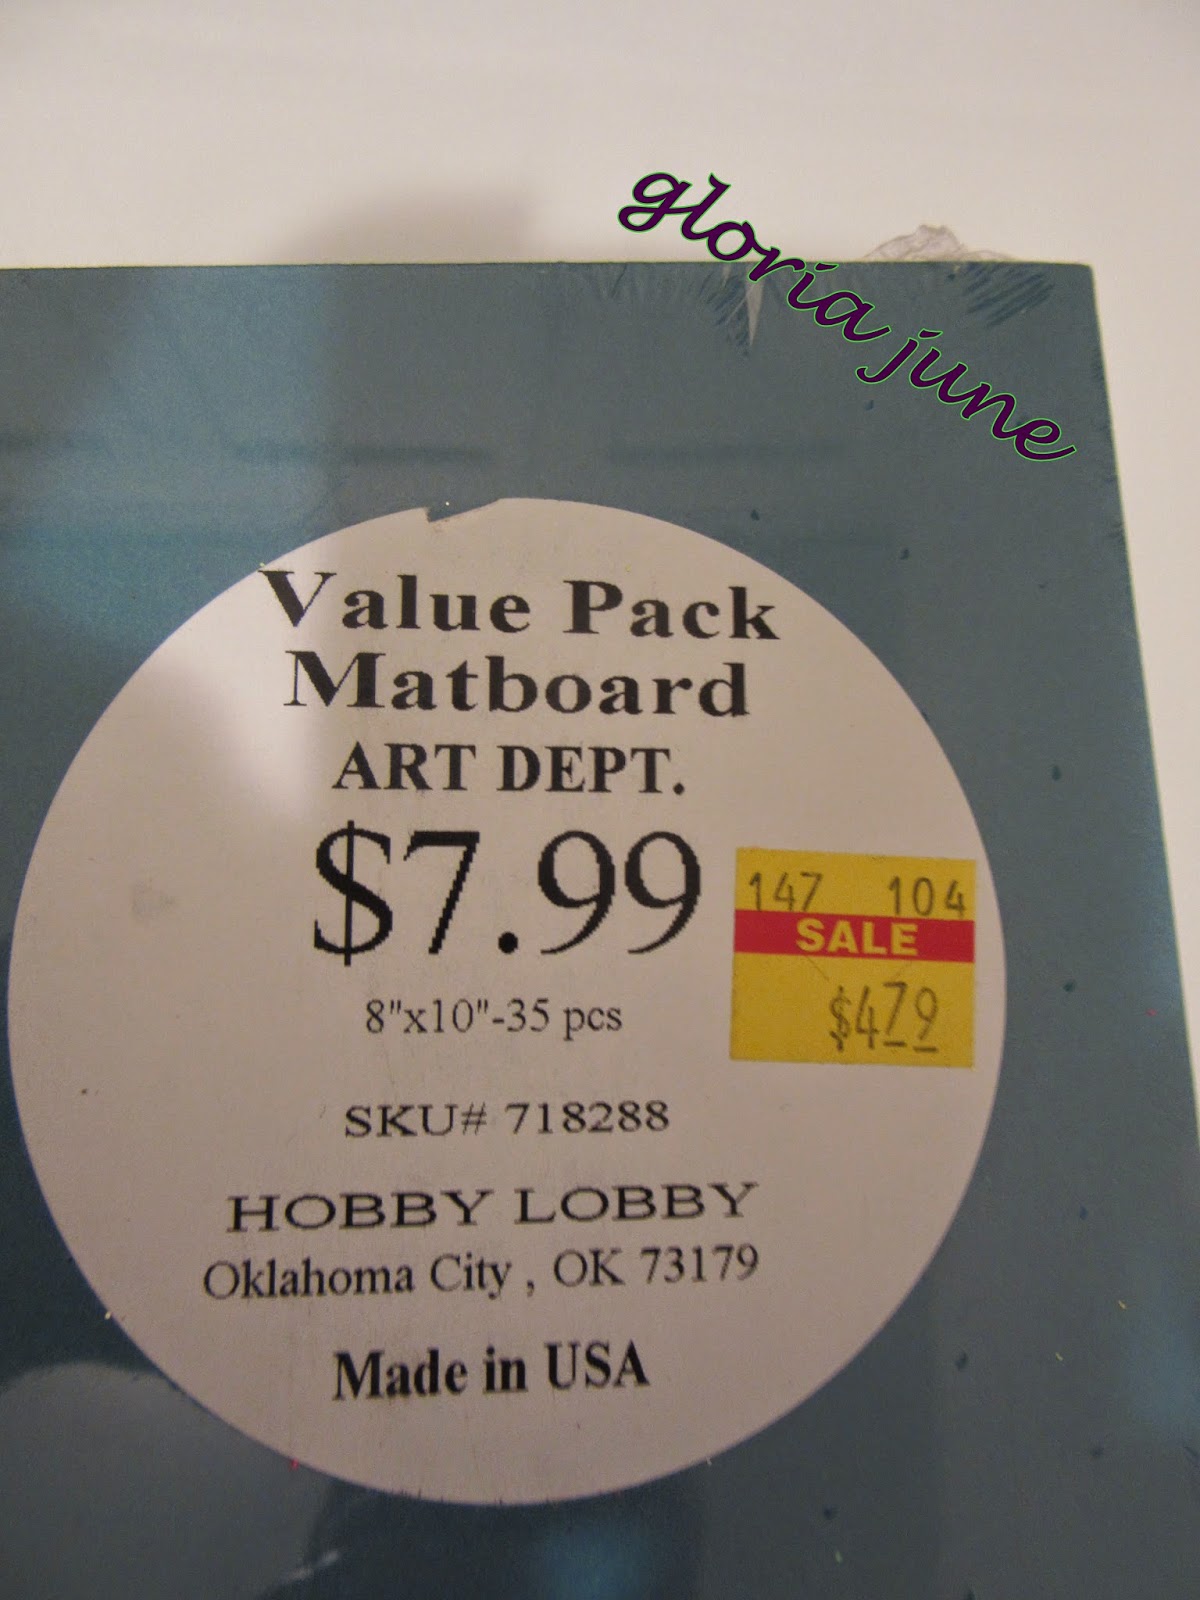 gloria june
Value Pack
Matboard
ART DEPT.
$7.99
147 104
SALE
$4.79
8"x10"-35 pcs
SKU# 718288
HOBBY LOBBY
Oklahoma City , OK 73179
Made in USA